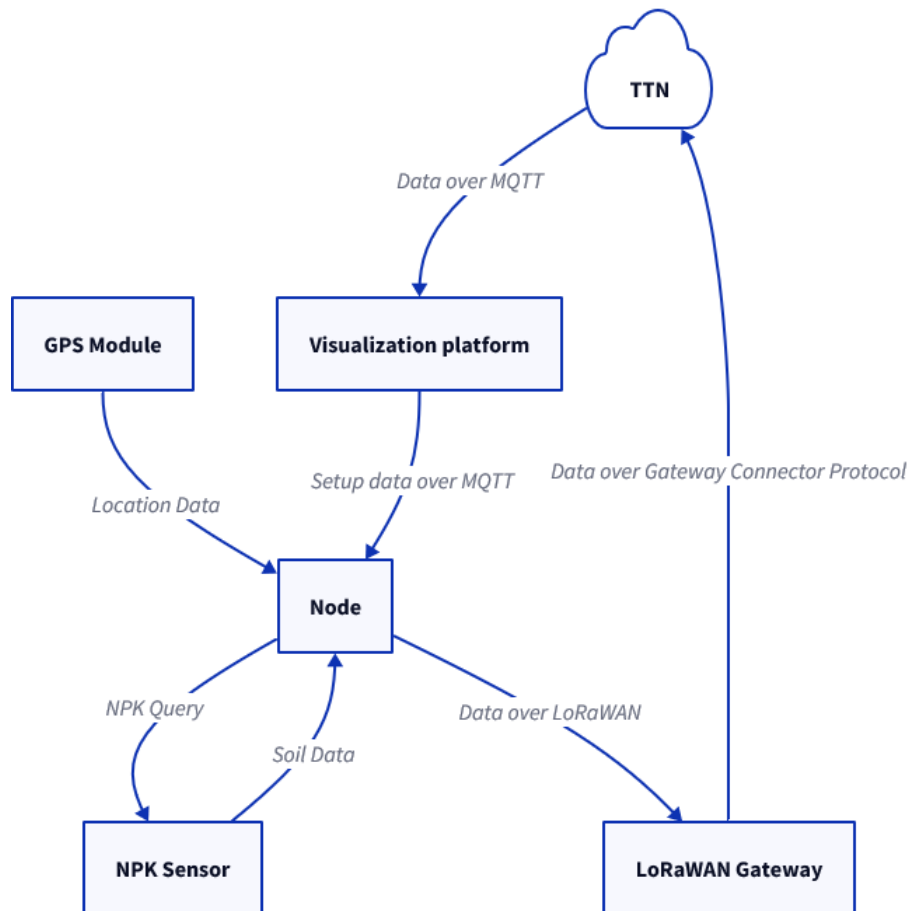 TTN
Data over MQTT
GPS Module
Visualization platform
Setup data over MQTT
Data over Gateway Connector Protocol
Location Data
Node
NPK Query
Data over LoRaWAN
Soil Data
NPK Sensor
LoRaWAN Gateway